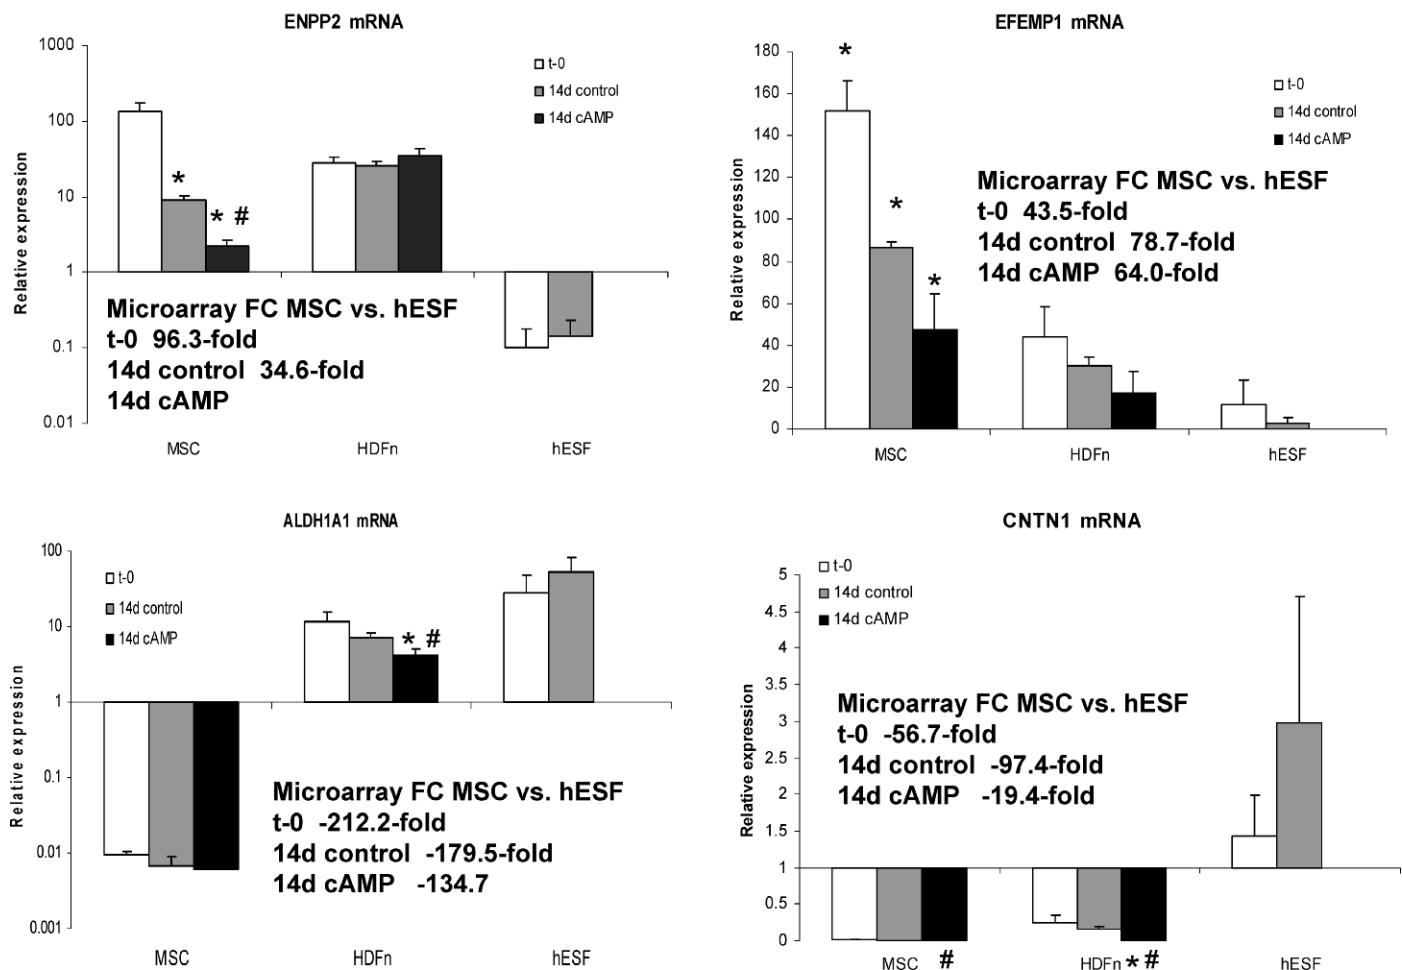 ENPP2 mRNA
1000
100
10
1
0.1
0.01
Relative expression
t-0
14d control
14d cAMP
*
* #
Microarray FC MSC vs. hESF
t-0 96.3-fold
14d control 34.6-fold
14d cAMP
MSC
HDFn
hESF
EFEMP1 mRNA
180
160
140
120
100
80
60
40
20
0
Relative expression
t-0
14d control
14d cAMP
*
*
*
Microarray FC MSC vs. hESF
t-0 43.5-fold
14d control 78.7-fold
14d cAMP 64.0-fold
MSC
HDFn
hESF
ALDH1A1 mRNA
100
10
1
0.1
0.01
0.001
Relative expression
t-0
14d control
14d cAMP
* #
Microarray FC MSC vs. hESF
t-0 -212.2-fold
14d control -179.5-fold
14d cAMP -134.7
MSC
HDFn
hESF
CNTN1 mRNA
5
4.5
4
3.5
3
2.5
2
1.5
1
0.5
0
Relative expression
t-0
14d control
14d cAMP
Microarray FC MSC vs. hESF
t-0 -56.7-fold
14d control -97.4-fold
14d cAMP -19.4-fold
MSC #
HDFn * #
hESF